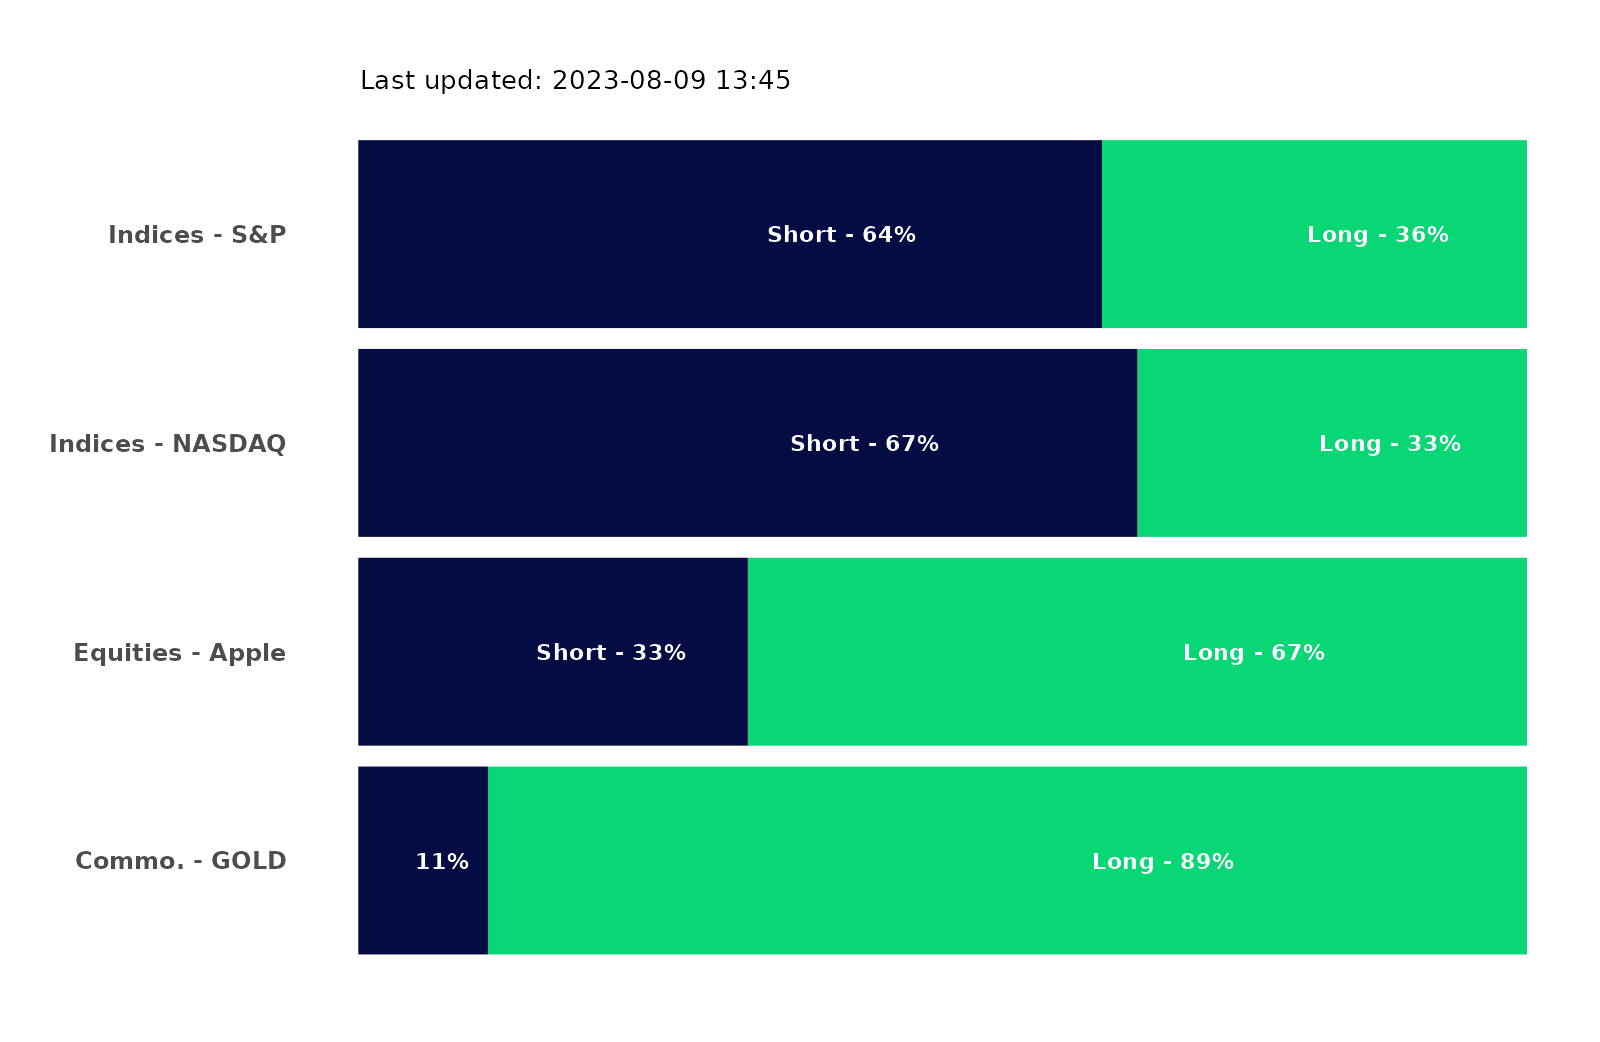 Last updated: 2023-08-09 13:45
Indices - S&P Short - 64% Long - 36%
Indices - NASDAQ Short - 67% Long - 33%
Equities - Apple Short - 33% Long - 67%
Commo. - GOLD 11% Long - 89%